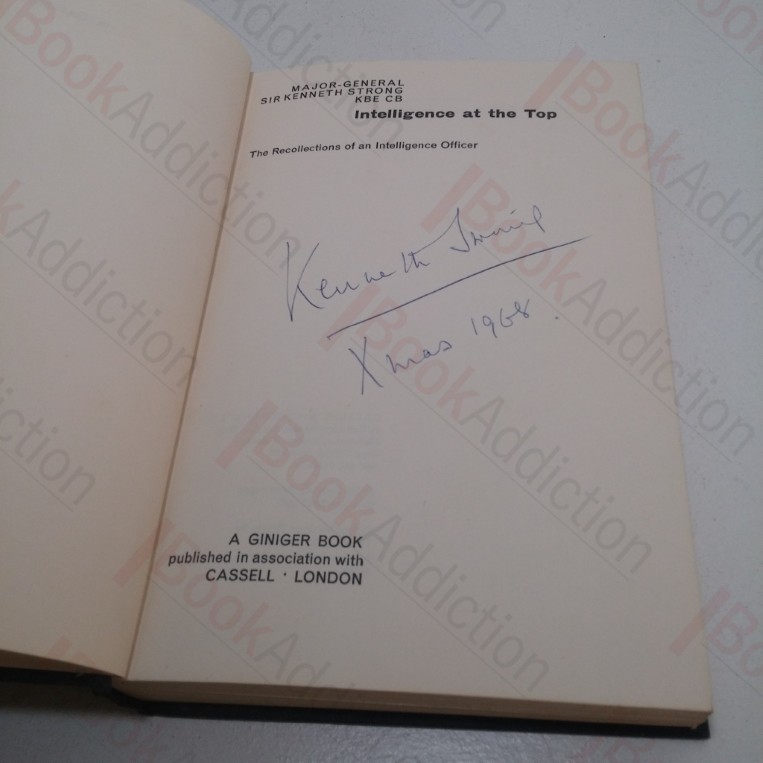 MAJOR-GENERAL
SIR KENNETH STRONG
KBE CB
Intelligence at the Top
The Recollections of an Intelligence Officer
Kenneth Strong
Xmas 1968.
A GINIGER BOOK
published in association with
CASSELL · LONDON
BookAddiction